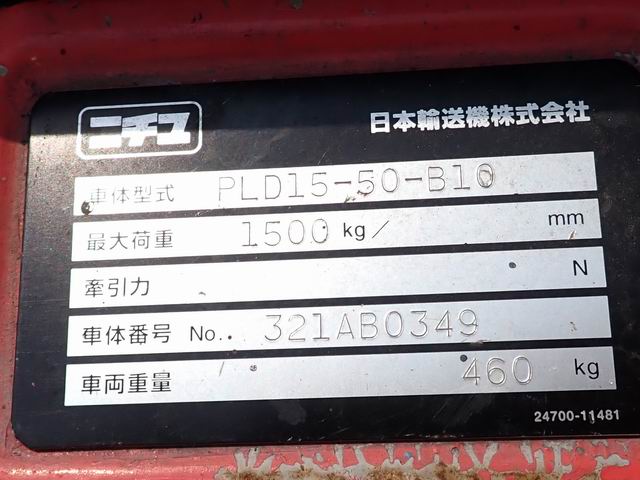 ニチユ
日本輸送機株式会社
車体型式 PLD15-50-B10
最大荷重 1500 kg/ mm
牽引力 N
車体番号 No. 321AB0349
車両重量 460 kg
24700-11481